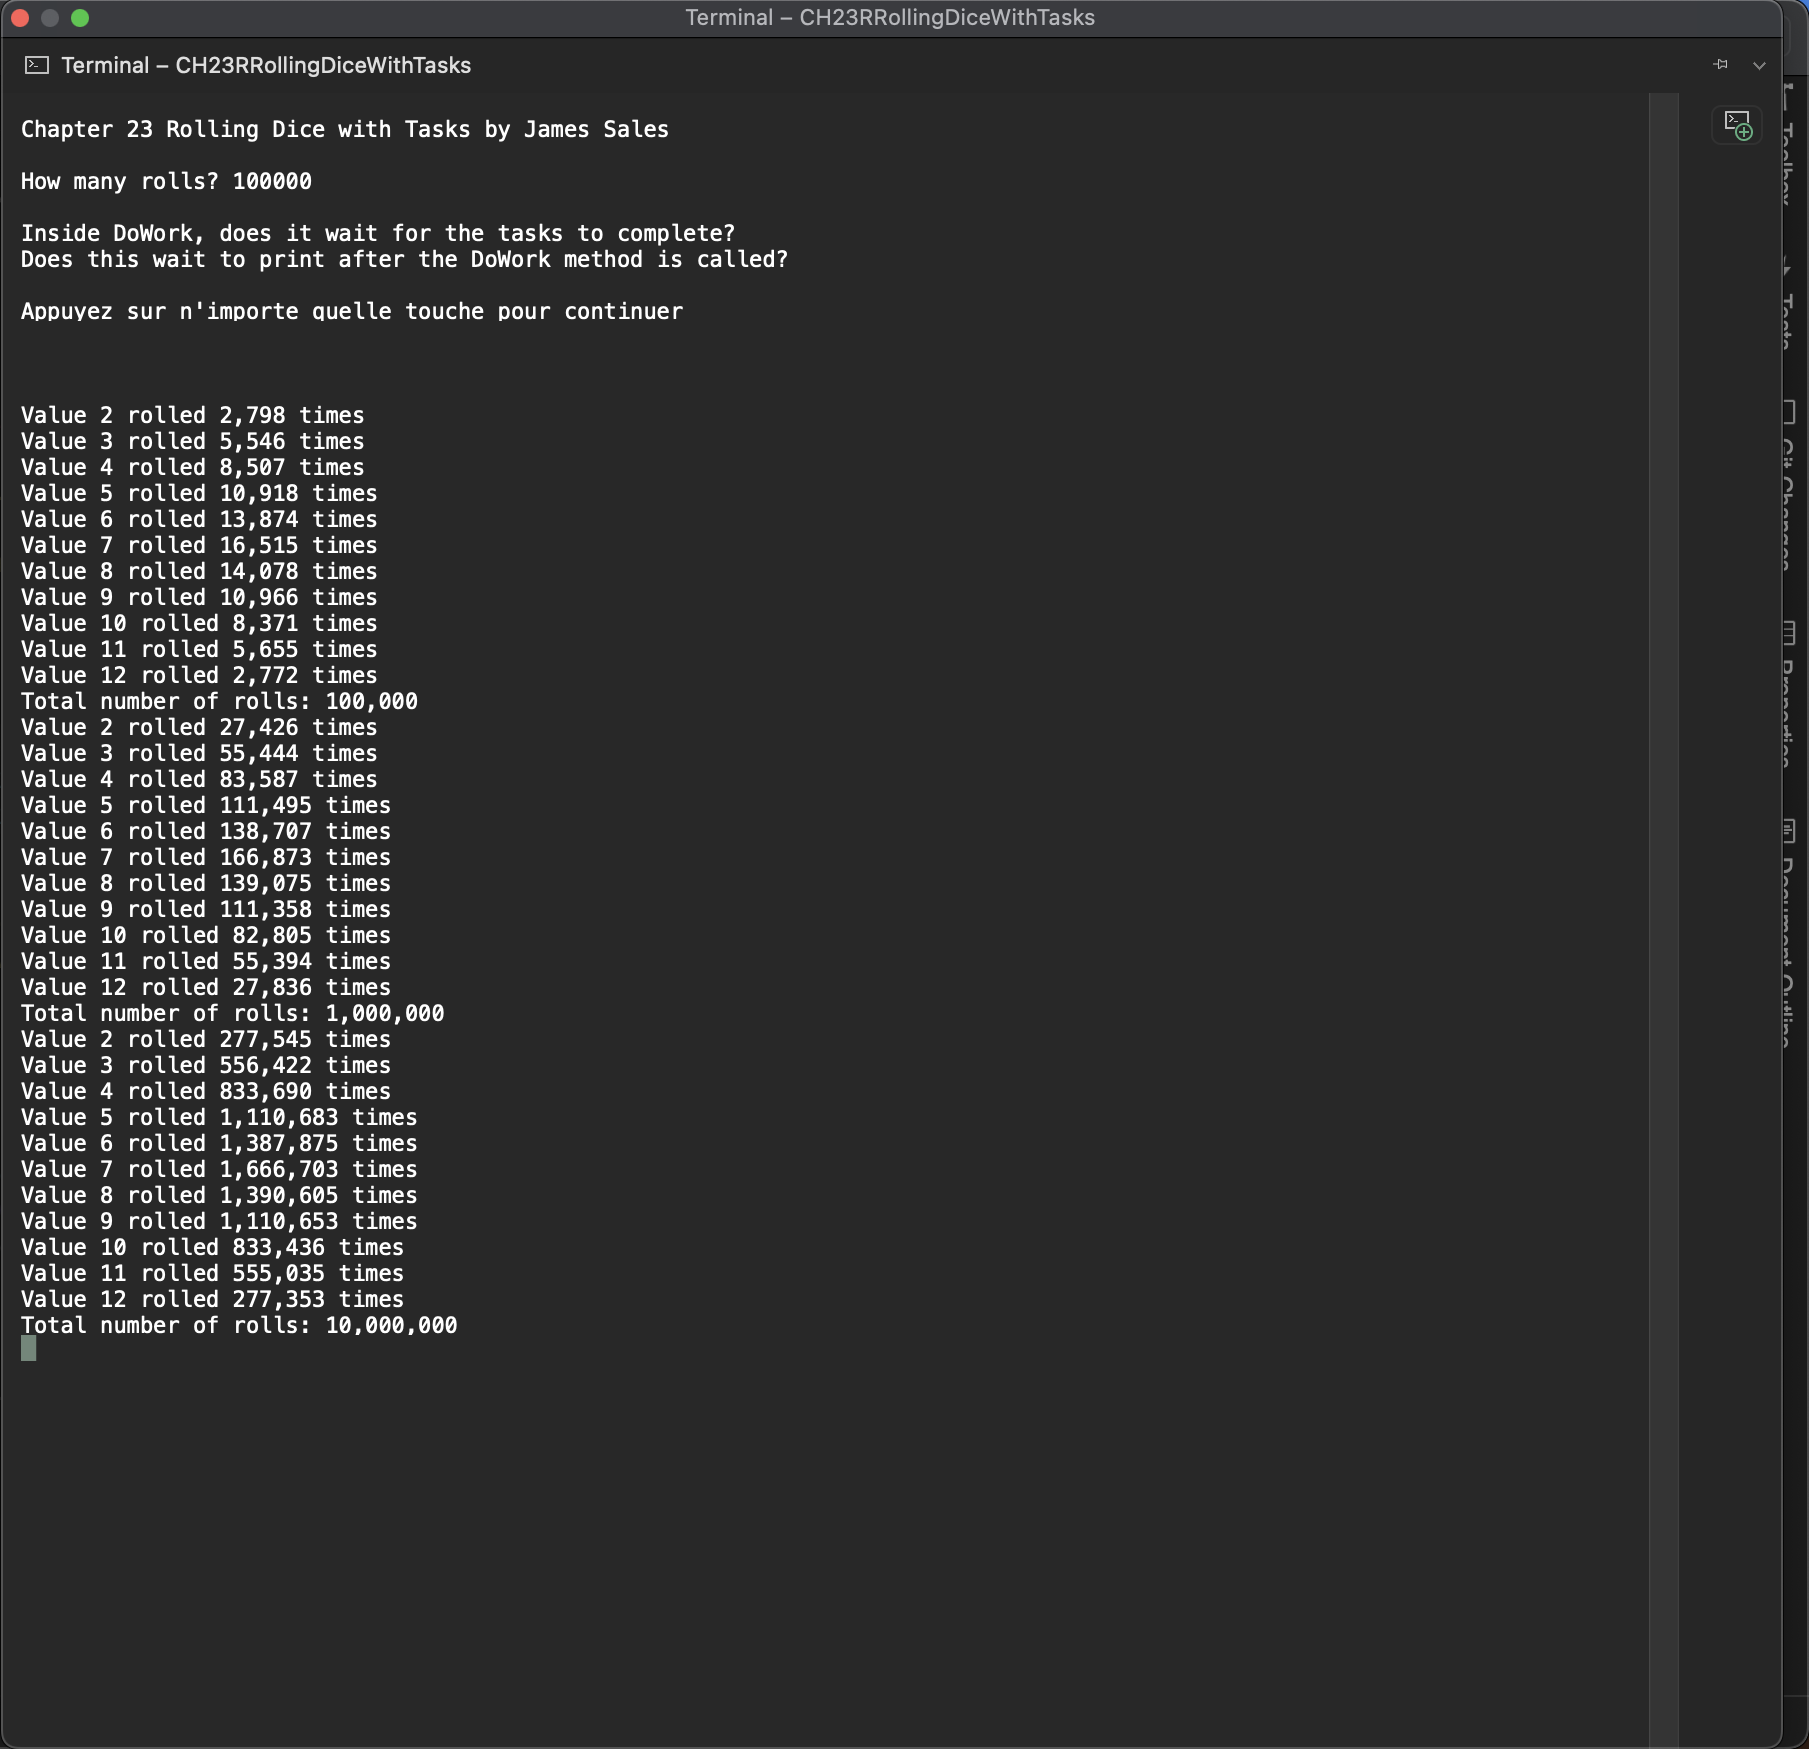 Terminal – CH23RRollingDiceWithTasks
Terminal – CH23RRollingDiceWithTasks
Chapter 23 Rolling Dice with Tasks by James Sales
How many rolls? 100000
Inside DoWork, does it wait for the tasks to complete?
Does this wait to print after the DoWork method is called?
Appuyez sur n'importe quelle touche pour continuer
Value 2 rolled 2,798 times
Value 3 rolled 5,546 times
Value 4 rolled 8,507 times
Value 5 rolled 10,918 times
Value 6 rolled 13,874 times
Value 7 rolled 16,515 times
Value 8 rolled 14,078 times
Value 9 rolled 10,966 times
Value 10 rolled 8,371 times
Value 11 rolled 5,655 times
Value 12 rolled 2,772 times
Total number of rolls: 100,000
Value 2 rolled 27,426 times
Value 3 rolled 55,444 times
Value 4 rolled 83,587 times
Value 5 rolled 111,495 times
Value 6 rolled 138,707 times
Value 7 rolled 166,873 times
Value 8 rolled 139,075 times
Value 9 rolled 111,358 times
Value 10 rolled 82,805 times
Value 11 rolled 55,394 times
Value 12 rolled 27,836 times
Total number of rolls: 1,000,000
Value 2 rolled 277,545 times
Value 3 rolled 556,422 times
Value 4 rolled 833,690 times
Value 5 rolled 1,110,683 times
Value 6 rolled 1,387,875 times
Value 7 rolled 1,666,703 times
Value 8 rolled 1,390,605 times
Value 9 rolled 1,110,653 times
Value 10 rolled 833,436 times
Value 11 rolled 555,035 times
Value 12 rolled 277,353 times
Total number of rolls: 10,000,000
Toolbox
Tests
Git Changes
Properties
Document Outline